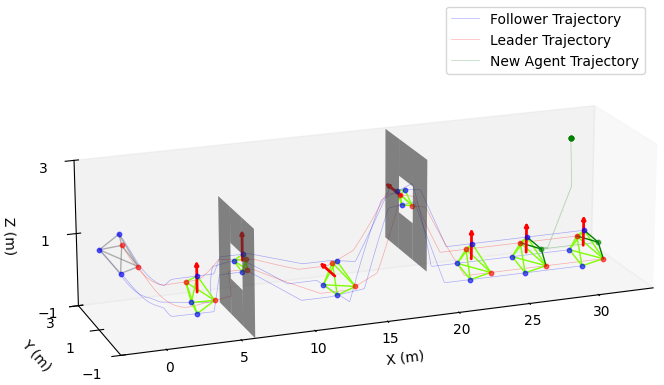 Follower Trajectory
Leader Trajectory
New Agent Trajectory
3
1
−1
Z (m)
3
1
−1
Y (m)
0
5
10
15
20
25
30
X (m)